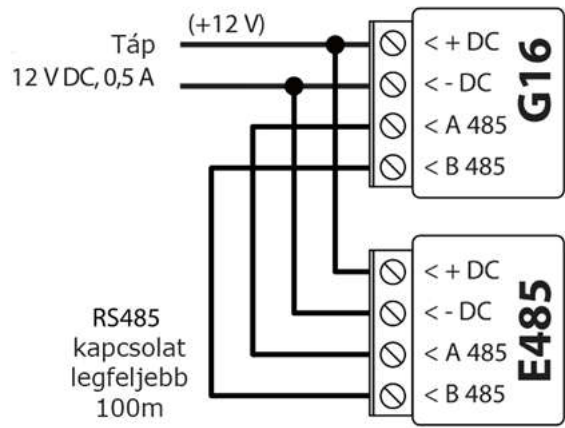 Táp
(+12 V)
12 V DC, 0,5 A
< + DC
< - DC
< A 485
< B 485
G16
< + DC
< - DC
< A 485
< B 485
E485
RS485
kapcsolat
legfeljebb
100m